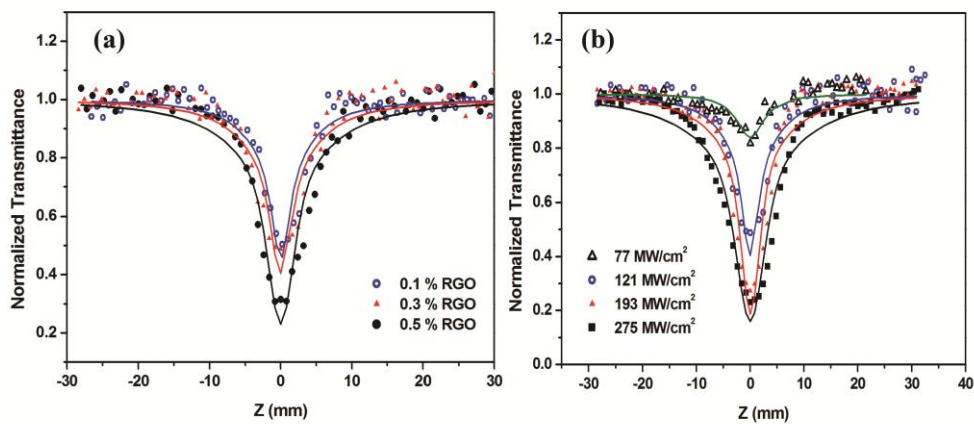 (a)
Normalized Transmittance
1.2
1.0
0.8
0.6
0.4
0.2
0.1 % RGO
0.3 % RGO
0.5 % RGO
-30 -20 -10 0 10 20 30
Z (mm)
(b)
Normalized Transmittance
1.2
1.0
0.8
0.6
0.4
0.2
0.0
77 MW/cm²
121 MW/cm²
193 MW/cm²
275 MW/cm²
-30 -20 -10 0 10 20 30 40
Z (mm)